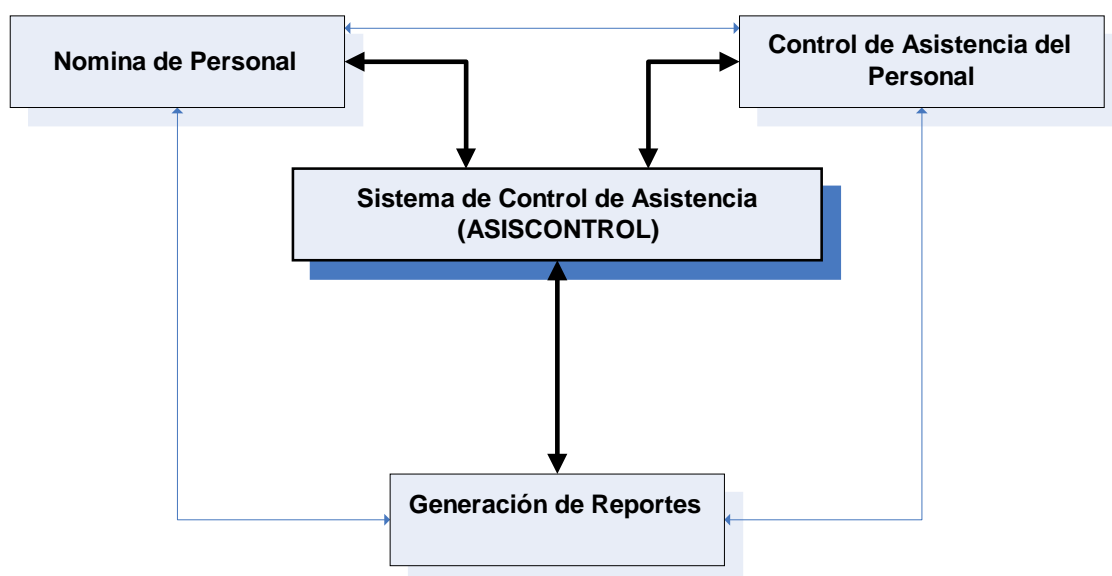 Nomina de Personal
Control de Asistencia del
Personal
Sistema de Control de Asistencia
(ASISCONTROL)
Generación de Reportes